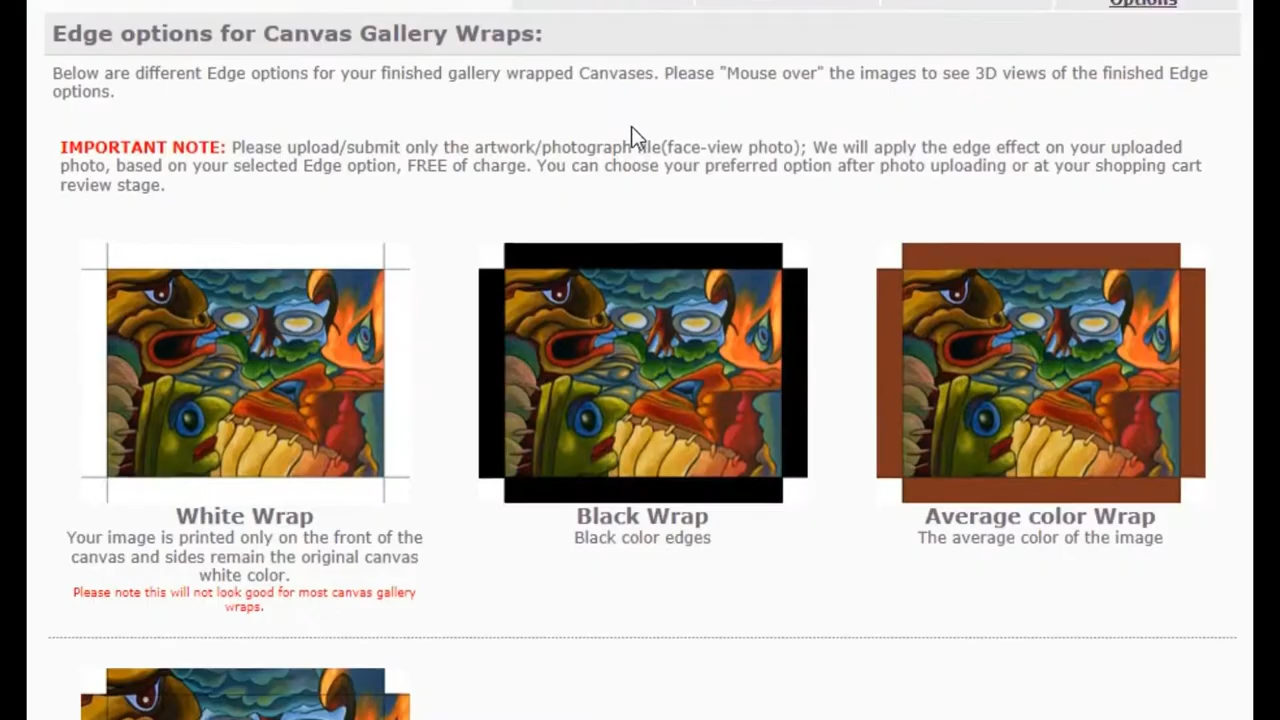 Options
Edge options for Canvas Gallery Wraps:
Below are different Edge options for your finished gallery wrapped Canvases. Please "Mouse over" the images to see 3D views of the finished Edge
options.
IMPORTANT NOTE: Please upload/submit only the artwork/photograph file(face-view photo); We will apply the edge effect on your uploaded
photo, based on your selected Edge option, FREE of charge. You can choose your preferred option after photo uploading or at your shopping cart
review stage.
White Wrap
Your image is printed only on the front of the
canvas and sides remain the original canvas
white color.
Please note this will not look good for most canvas gallery
wraps.
Black Wrap
Black color edges
Average color Wrap
The average color of the image